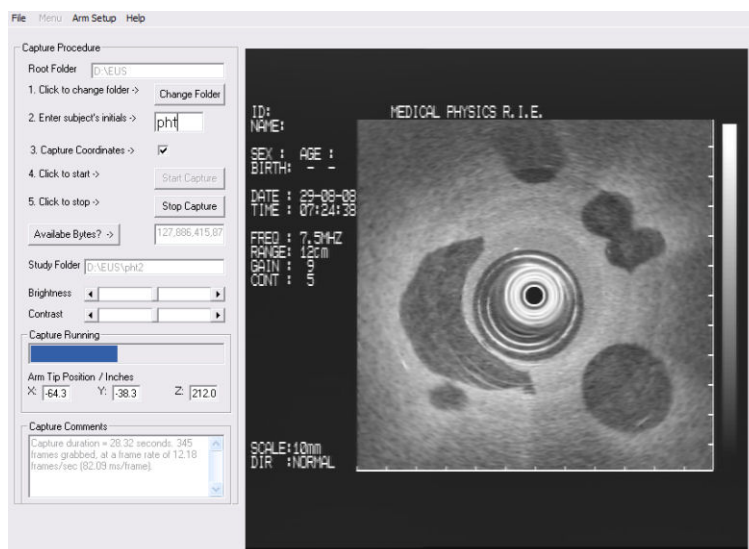 File Menu Arm Setup Help
Capture Procedure
Root Folder D:\EUS
1. Click to change folder -> Change Folder
2. Enter subject's initials -> pht
3. Capture Coordinates ->
4. Click to start -> Start Capture
5. Click to stop -> Stop Capture
Availabe Bytes? -> 127,886,415,87
Study Folder D:\EUS\pht2
Brightness
Contrast
Capture Running
Arm Tip Position / Inches
X: -64.3 Y: -38.3 Z: 212.0
Capture Comments
Capture duration = 28.32 seconds. 345
frames grabbed, at a frame rate of 12.18
frames/sec (82.09 ms/frame).
ID: MEDICAL PHYSICS R.I.E.
NAME:
SEX : AGE :
BIRTH: - -
DATE : 29-08-08
TIME : 07:24:38
FREQ : 7.5MHZ
RANGE: 12cm
GAIN : 9
CONT : 5
SCALE:10mm
DIR :NORMAL